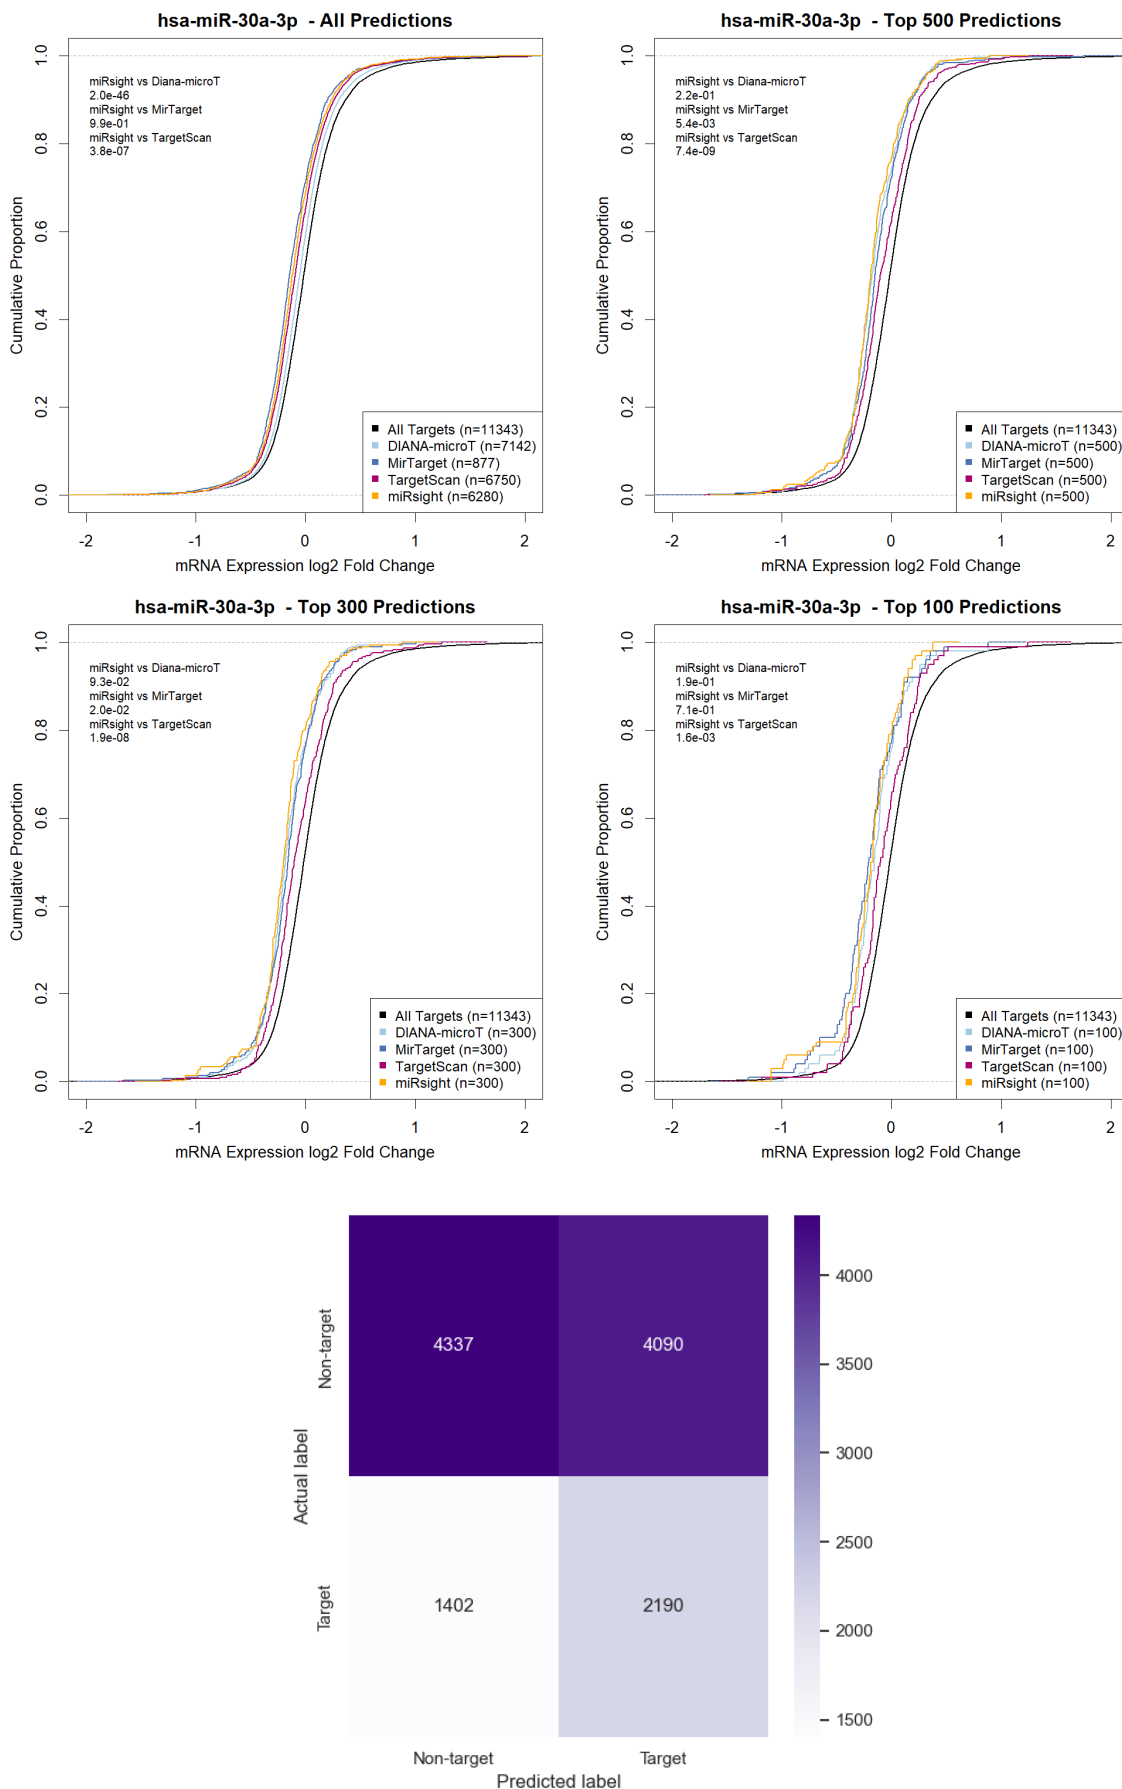 hsa-miR-30a-3p - All Predictions
miRsight vs Diana-microT
2.0e-46
miRsight vs MirTarget
9.9e-01
miRsight vs TargetScan
3.8e-07
Cumulative Proportion
0.0
0.2
0.4
0.6
0.8
1.0
All Targets (n=11343)
DIANA-microT (n=7142)
MirTarget (n=877)
TargetScan (n=6750)
miRsight (n=6280)
-2
-1
0
1
2
mRNA Expression log2 Fold Change
hsa-miR-30a-3p - Top 500 Predictions
miRsight vs Diana-microT
2.2e-01
miRsight vs MirTarget
5.4e-03
miRsight vs TargetScan
7.4e-09
Cumulative Proportion
0.0
0.2
0.4
0.6
0.8
1.0
All Targets (n=11343)
DIANA-microT (n=500)
MirTarget (n=500)
TargetScan (n=500)
miRsight (n=500)
-2
-1
0
1
2
mRNA Expression log2 Fold Change
hsa-miR-30a-3p - Top 300 Predictions
miRsight vs Diana-microT
9.3e-02
miRsight vs MirTarget
2.0e-02
miRsight vs TargetScan
1.9e-08
Cumulative Proportion
0.0
0.2
0.4
0.6
0.8
1.0
All Targets (n=11343)
DIANA-microT (n=300)
MirTarget (n=300)
TargetScan (n=300)
miRsight (n=300)
-2
-1
0
1
2
mRNA Expression log2 Fold Change
hsa-miR-30a-3p - Top 100 Predictions
miRsight vs Diana-microT
1.9e-01
miRsight vs MirTarget
7.1e-01
miRsight vs TargetScan
1.6e-03
Cumulative Proportion
0.0
0.2
0.4
0.6
0.8
1.0
All Targets (n=11343)
DIANA-microT (n=100)
MirTarget (n=100)
TargetScan (n=100)
miRsight (n=100)
-2
-1
0
1
2
mRNA Expression log2 Fold Change
Actual label
Non-target
Target
4337
4090
1402
2190
Non-target
Target
Predicted label
4000
3500
3000
2500
2000
1500